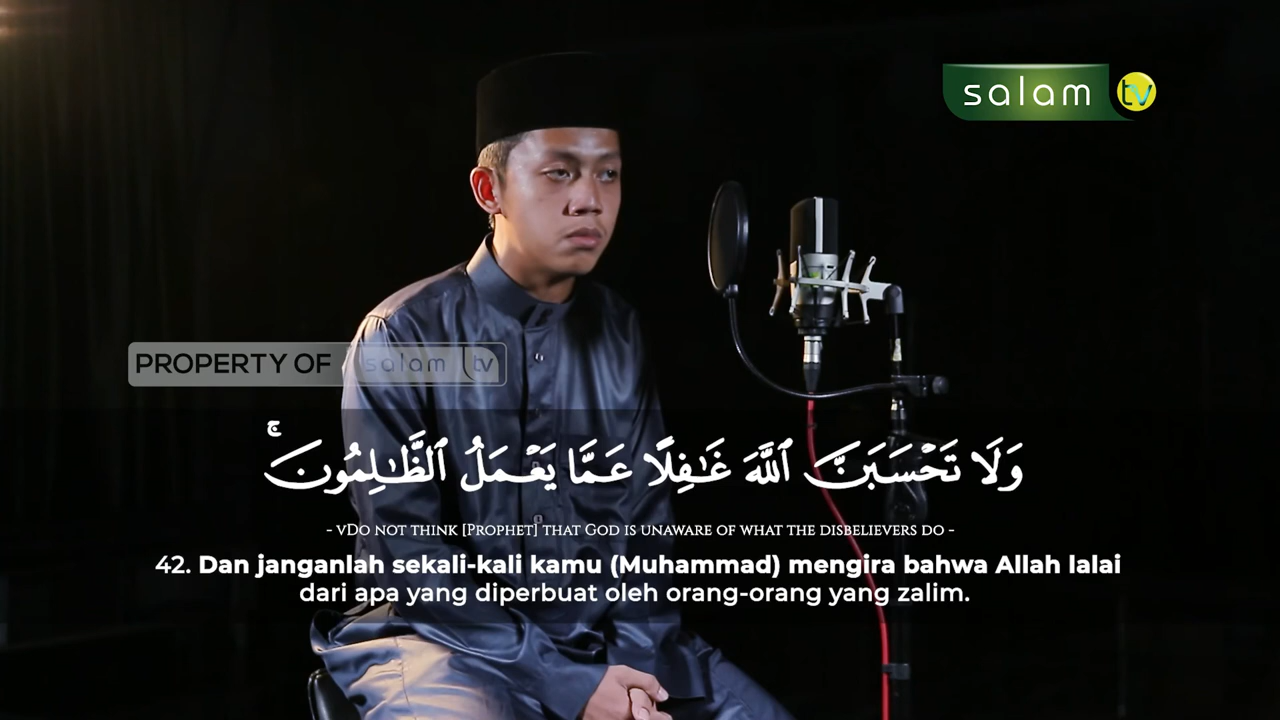 salam tv
PROPERTY OF salam tv
وَلَا تَحْسَبَنَّ ٱللَّهَ غَٰفِلًا عَمَّا يَعْمَلُ ٱلظَّٰلِمُونَ ۚ
- vDo not think [Prophet] that God is unaware of what the disbelievers do -
42. Dan janganlah sekali-kali kamu (Muhammad) mengira bahwa Allah lalai
dari apa yang diperbuat oleh orang-orang yang zalim.